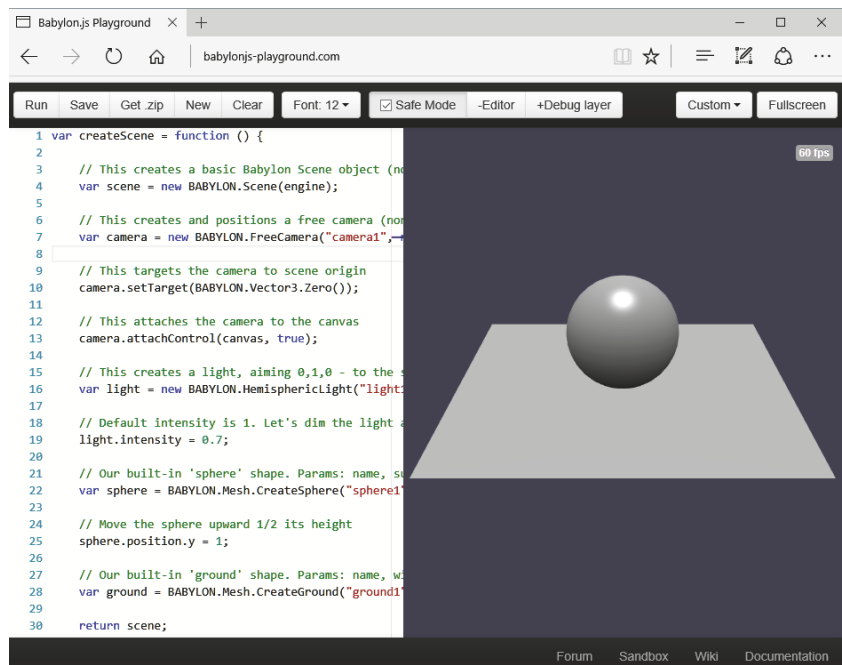 Babylon.js Playground
babylonjs-playground.com
Run Save Get .zip New Clear Font: 12 Safe Mode -Editor +Debug layer Custom Fullscreen
60 fps
1 var createScene = function () {
2
3 // This creates a basic Babylon Scene object (no
4 var scene = new BABYLON.Scene(engine);
5
6 // This creates and positions a free camera (non
7 var camera = new BABYLON.FreeCamera("camera1",
8
9 // This targets the camera to scene origin
10 camera.setTarget(BABYLON.Vector3.Zero());
11
12 // This attaches the camera to the canvas
13 camera.attachControl(canvas, true);
14
15 // This creates a light, aiming 0,1,0 - to the s
16 var light = new BABYLON.HemisphericLight("light1
17
18 // Default intensity is 1. Let's dim the light a
19 light.intensity = 0.7;
20
21 // Our built-in 'sphere' shape. Params: name, su
22 var sphere = BABYLON.Mesh.CreateSphere("sphere1"
23
24 // Move the sphere upward 1/2 its height
25 sphere.position.y = 1;
26
27 // Our built-in 'ground' shape. Params: name, wi
28 var ground = BABYLON.Mesh.CreateGround("ground1"
29
30 return scene;
Forum Sandbox Wiki Documentation